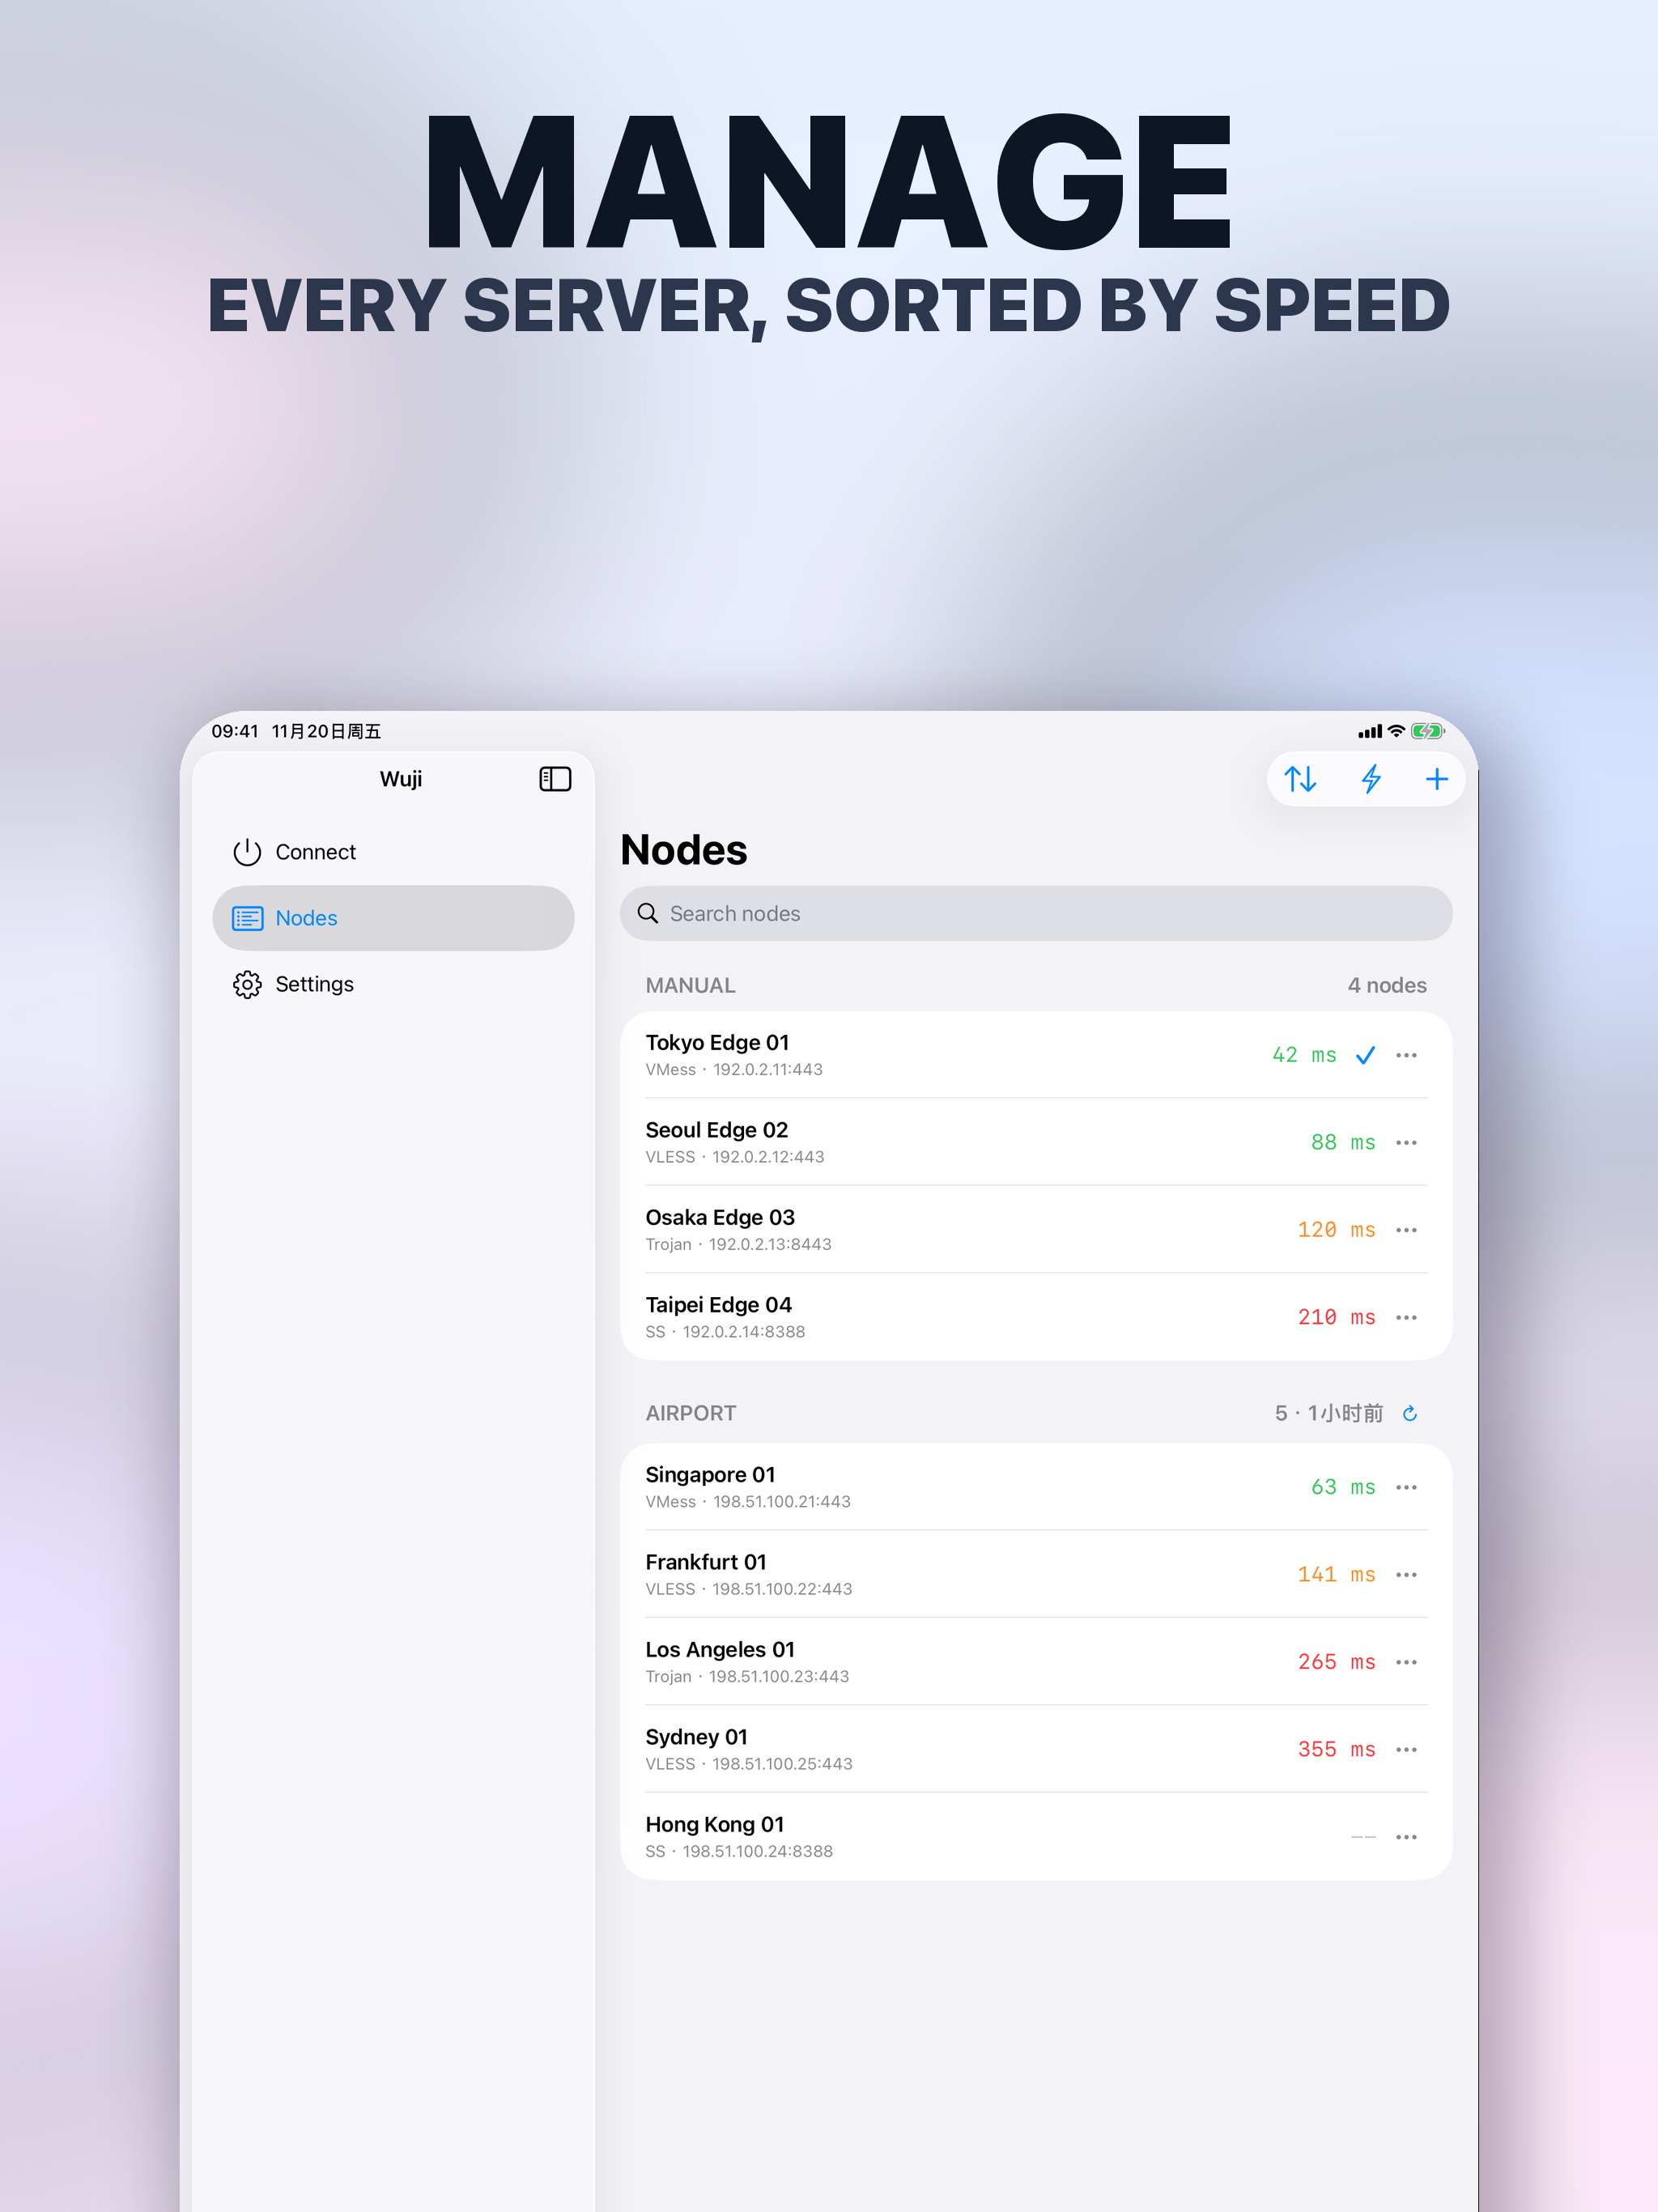 MANAGE
EVERY SERVER, SORTED BY SPEED
09:41 11月20日周五
Wuji
Connect
Nodes
Settings
Nodes
Search nodes
MANUAL 4 nodes
Tokyo Edge 01
VMess · 192.0.2.11:443
42 ms
Seoul Edge 02
VLESS · 192.0.2.12:443
88 ms
Osaka Edge 03
Trojan · 192.0.2.13:8443
120 ms
Taipei Edge 04
SS · 192.0.2.14:8388
210 ms
AIRPORT 5 · 1小时前
Singapore 01
VMess · 198.51.100.21:443
63 ms
Frankfurt 01
VLESS · 198.51.100.22:443
141 ms
Los Angeles 01
Trojan · 198.51.100.23:443
265 ms
Sydney 01
VLESS · 198.51.100.25:443
355 ms
Hong Kong 01
SS · 198.51.100.24:8388
——